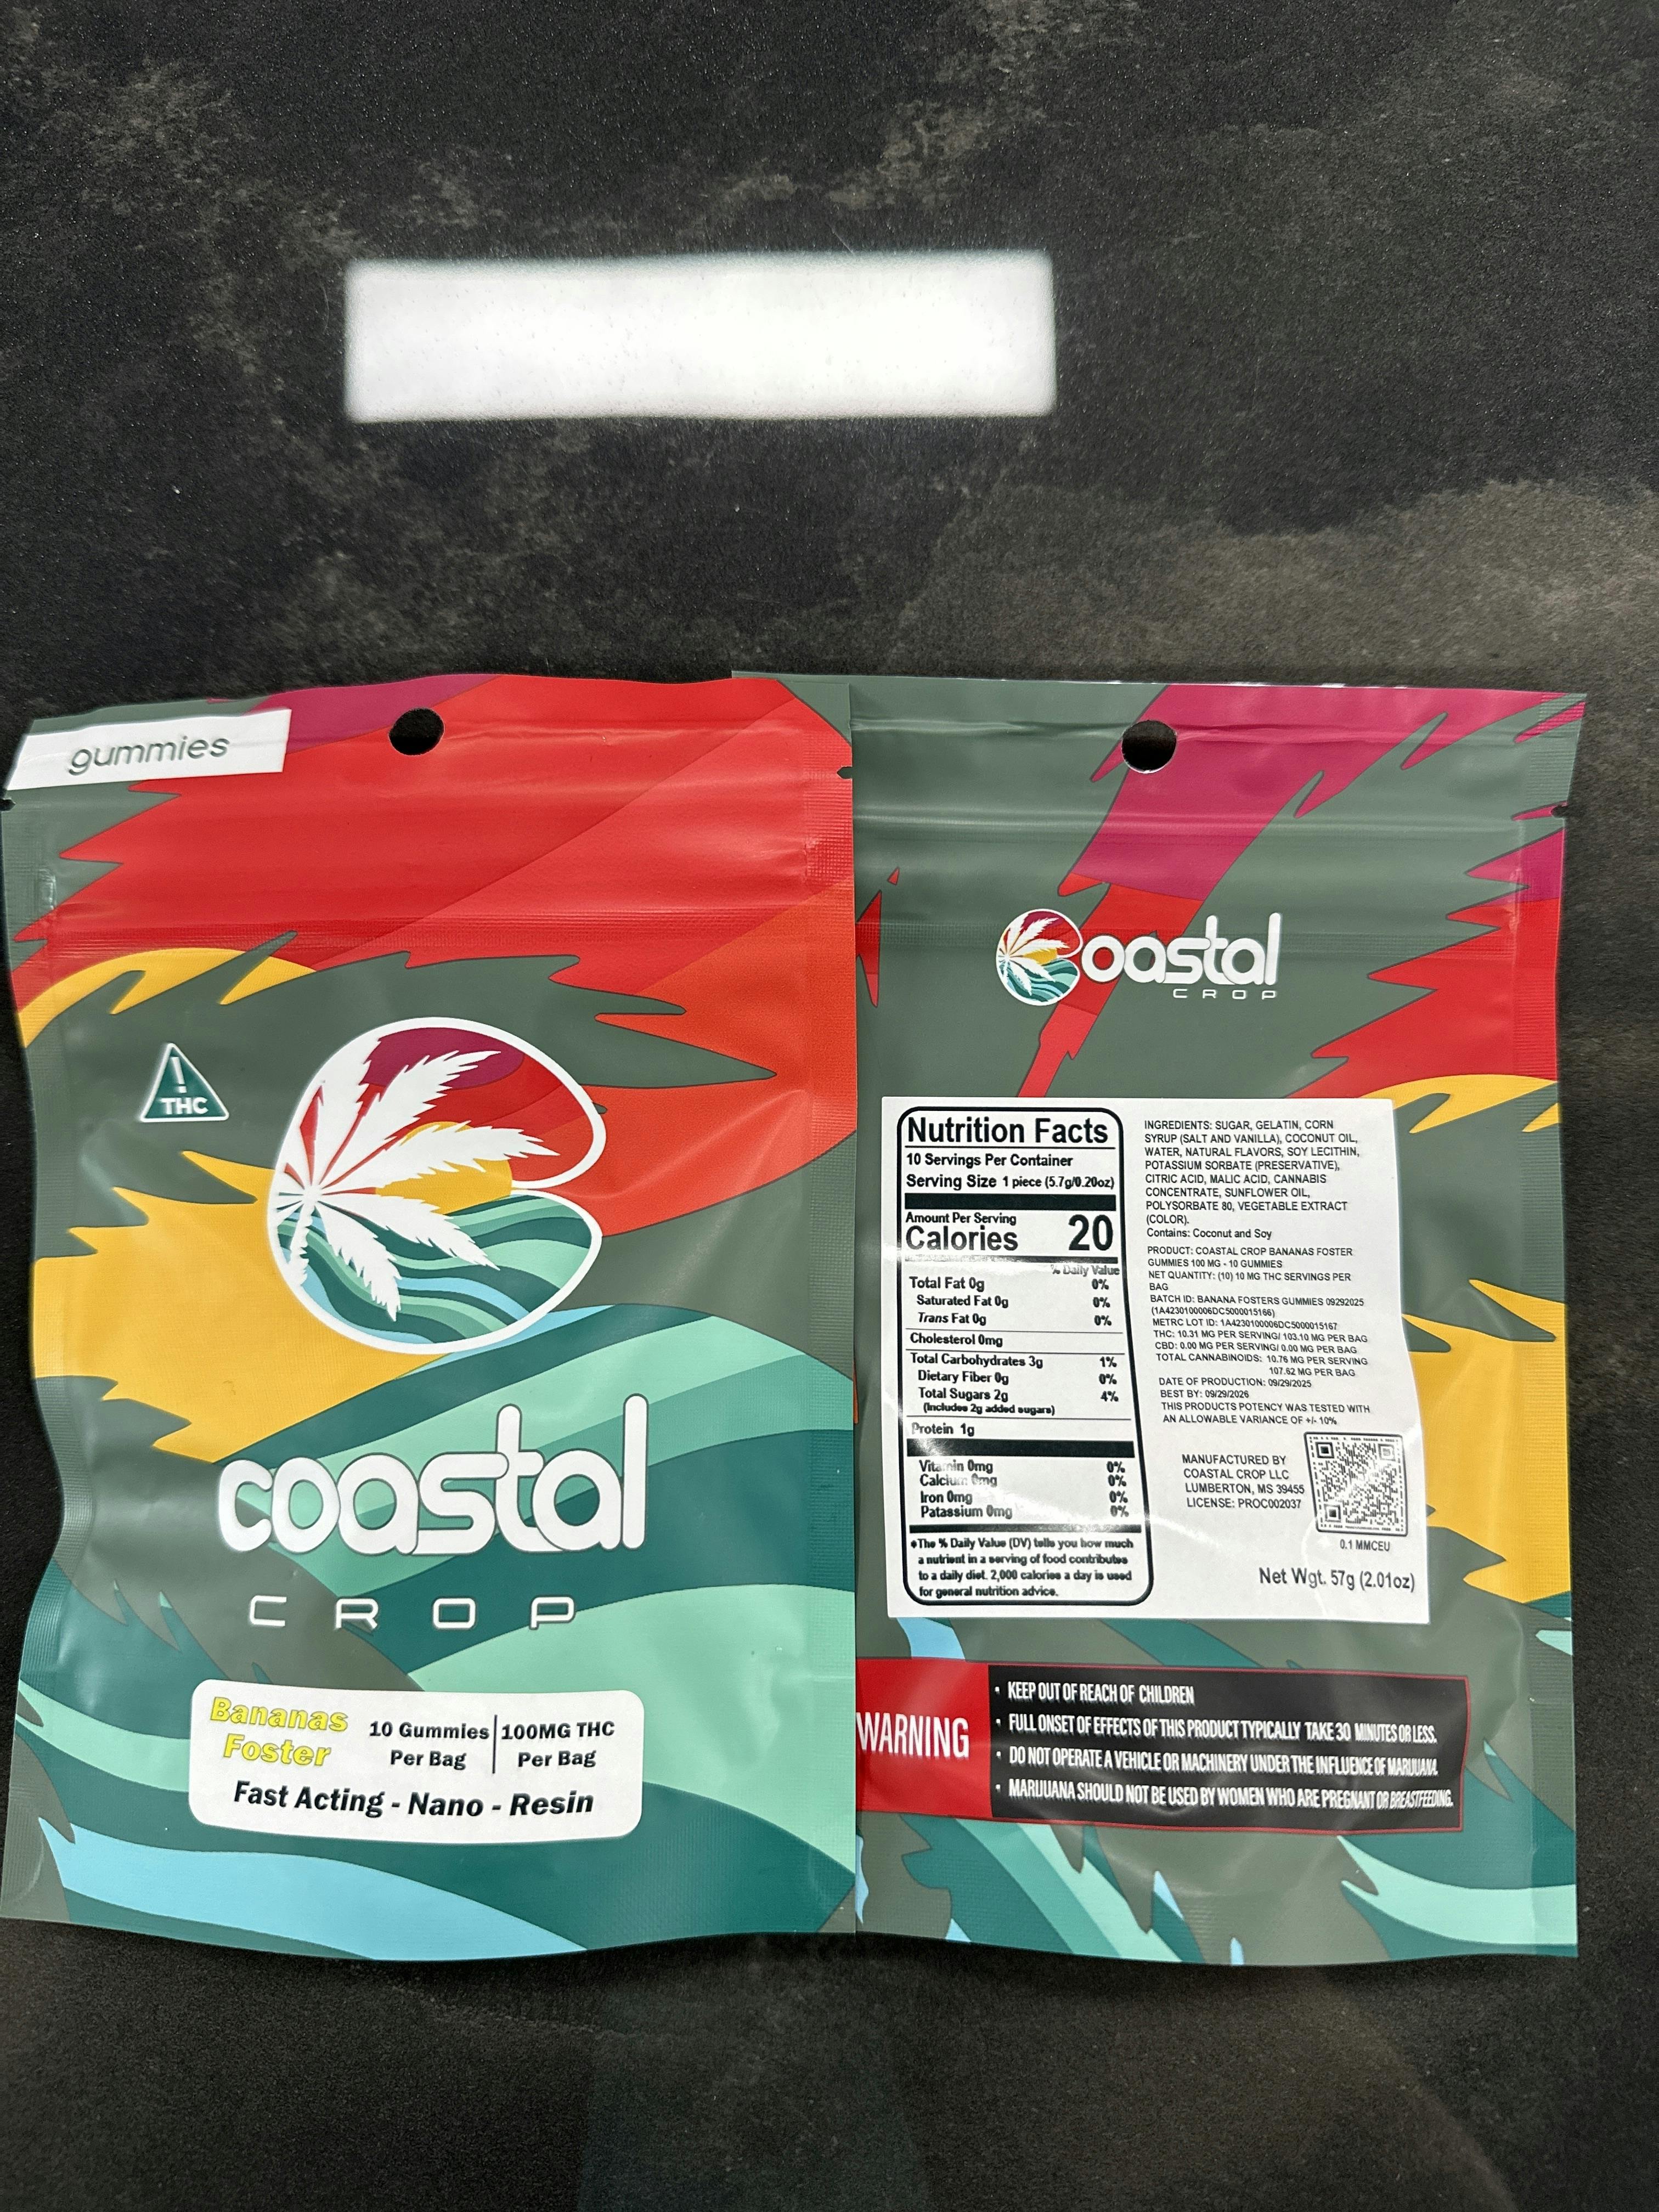 gummies
!
THC
coastal
CROP
Bananas
Foster
10 Gummies
Per Bag
100MG THC
Per Bag
Fast Acting - Nano - Resin
Coastal
CROP
Nutrition Facts
10 Servings Per Container
Serving Size 1 piece (5.7g/0.20oz)
Amount Per Serving
Calories 20
% Daily Value
Total Fat 0g 0%
Saturated Fat 0g 0%
Trans Fat 0g 0%
Cholesterol 0mg
Total Carbohydrates 3g 1%
Dietary Fiber 0g 0%
Total Sugars 2g 4%
(Includes 2g added sugars)
Protein 1g
Vitamin 0mg 0%
Calcium 0mg 0%
Iron 0mg 0%
Patassium 0mg 0%
*The % Daily Value (DV) tells you how much
a nutrient in a serving of food contributes
to a daily diet. 2,000 calories a day is used
for general nutrition advice.
INGREDIENTS: SUGAR, GELATIN, CORN
SYRUP (SALT AND VANILLA), COCONUT OIL,
WATER, NATURAL FLAVORS, SOY LECITHIN,
POTASSIUM SORBATE (PRESERVATIVE),
CITRIC ACID, MALIC ACID, CANNABIS
CONCENTRATE, SUNFLOWER OIL,
POLYSORBATE 80, VEGETABLE EXTRACT
(COLOR).
Contains: Coconut and Soy
PRODUCT: COASTAL CROP BANANAS FOSTER
GUMMIES 100 MG - 10 GUMMIES
NET QUANTITY: (10) 10 MG THC SERVINGS PER
BAG
BATCH ID: BANANA FOSTERS GUMMIES 09292025
(1A4230100006DC5000015166)
METRC LOT ID: 1A4230100006DC5000015167
THC: 10.31 MG PER SERVING/ 103.10 MG PER BAG
CBD: 0.00 MG PER SERVING/ 0.00 MG PER BAG
TOTAL CANNABINOIDS: 10.76 MG PER SERVING
107.62 MG PER BAG
DATE OF PRODUCTION: 09/29/2025
BEST BY: 09/29/2026
THIS PRODUCTS POTENCY WAS TESTED WITH
AN ALLOWABLE VARIANCE OF +/- 10%
MANUFACTURED BY
COASTAL CROP LLC
LUMBERTON, MS 39455
LICENSE: PROC002037
0.1 MMCEU
Net Wgt. 57g (2.01oz)
WARNING
• KEEP OUT OF REACH OF CHILDREN
• FULL ONSET OF EFFECTS OF THIS PRODUCT TYPICALLY TAKE 30 MINUTES OR LESS.
• DO NOT OPERATE A VEHICLE OR MACHINERY UNDER THE INFLUENCE OF MARIJUANA.
• MARIJUANA SHOULD NOT BE USED BY WOMEN WHO ARE PREGNANT OR BREASTFEEDING.